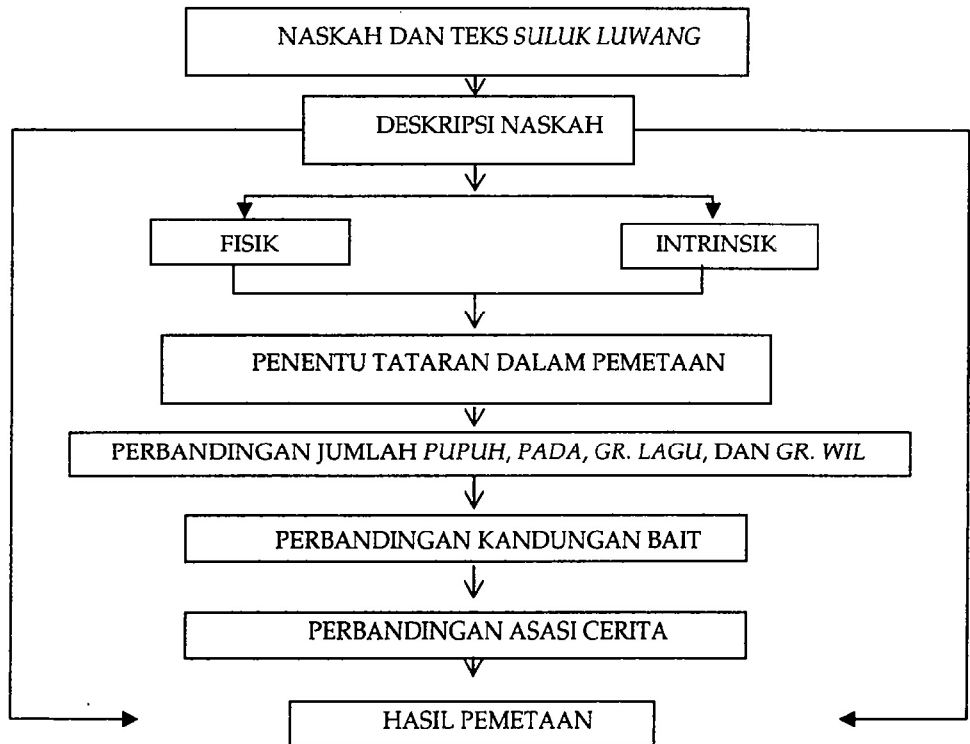 NASKAH DAN TEKS SULUK LUWANG
DESKRIPSI NASKAH
FISIK
INTRINSIK
PENENTU TATARAN DALAM PEMETAAN
PERBANDINGAN JUMLAH PUPUH, PADA, GR. LAGU, DAN GR. WIL
PERBANDINGAN KANDUNGAN BAIT
PERBANDINGAN ASASI CERITA
HASIL PEMETAAN